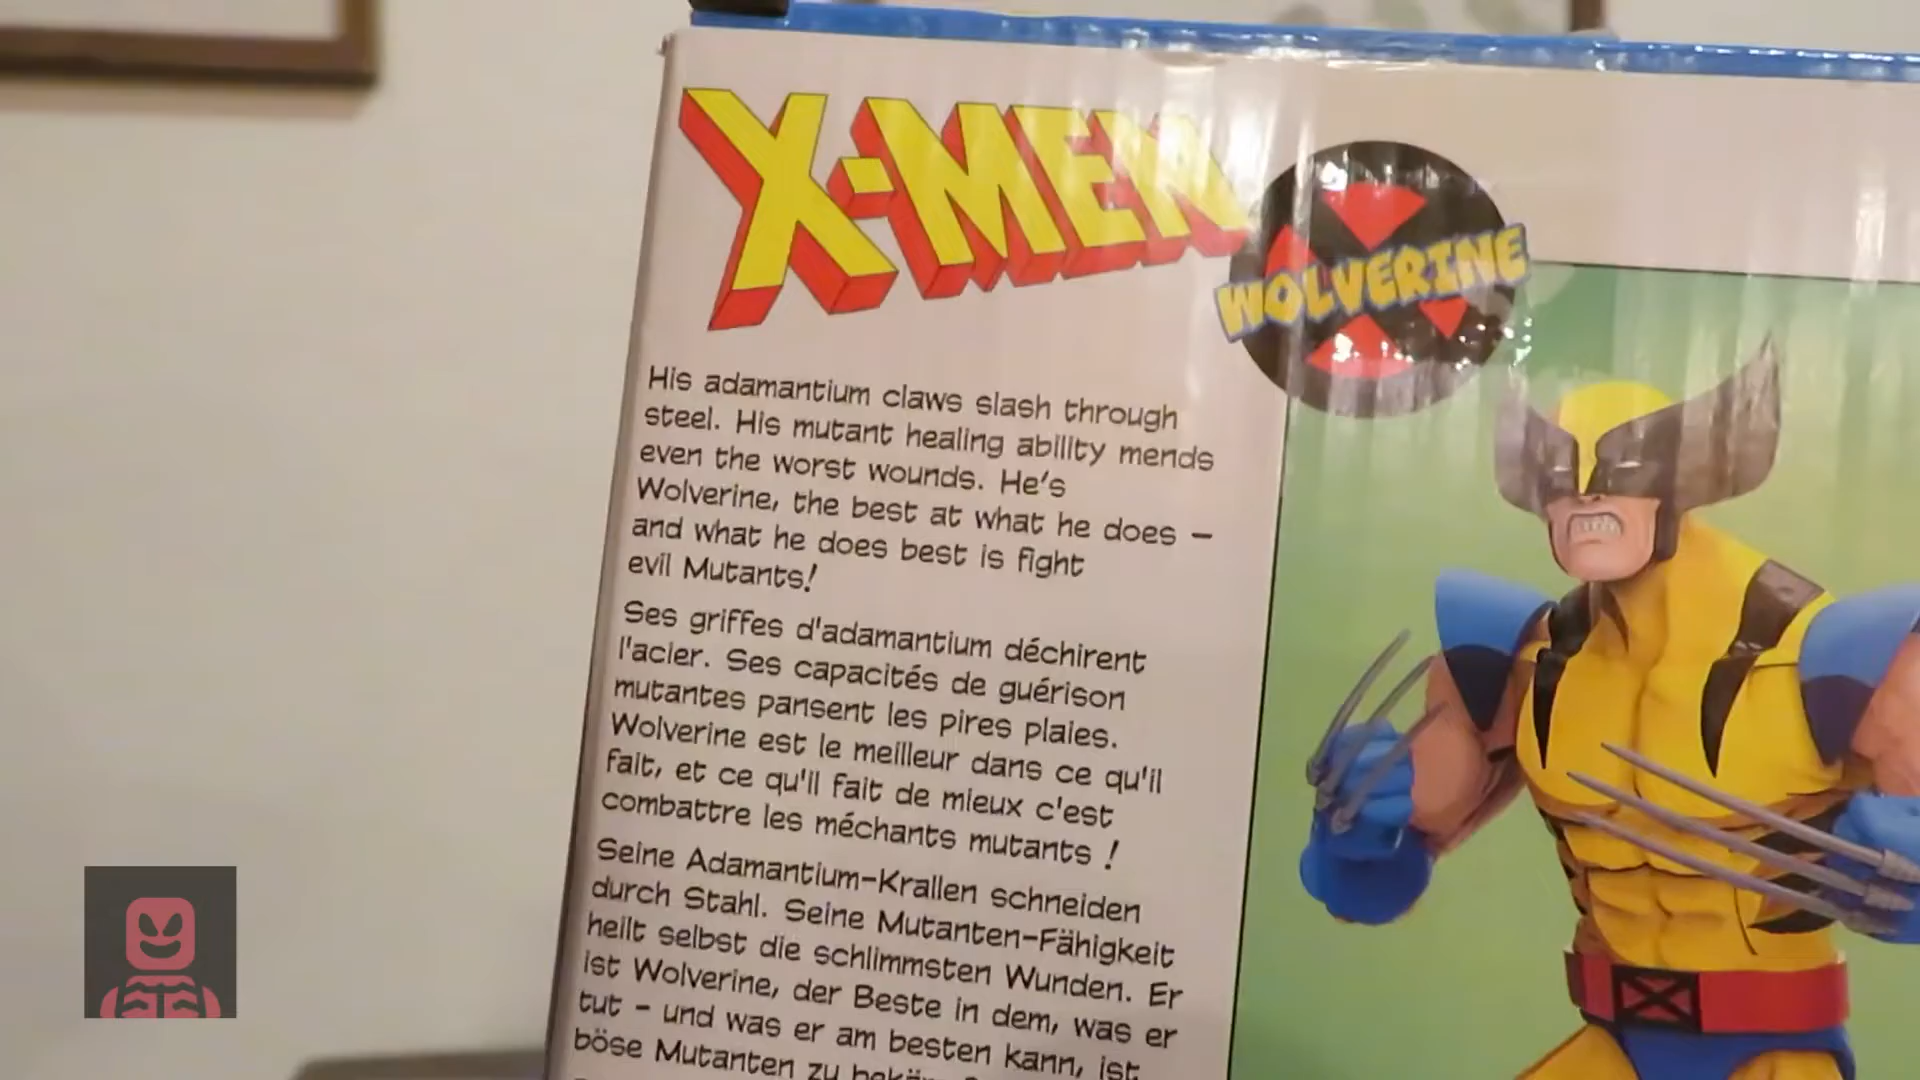 X-MEN
WOLVERINE
His adamantium claws slash through
steel. His mutant healing ability mends
even the worst wounds. He's
Wolverine, the best at what he does –
and what he does best is fight
evil Mutants!
Ses griffes d'adamantium déchirent
l'acier. Ses capacités de guérison
mutantes pansent les pires plaies.
Wolverine est le meilleur dans ce qu'il
fait, et ce qu'il fait de mieux c'est
combattre les méchants mutants !
Seine Adamantium-Krallen schneiden
durch Stahl. Seine Mutanten-Fähigkeit
heilt selbst die schlimmsten Wunden. Er
ist Wolverine, der Beste in dem, was er
tut – und was er am besten kann, ist
böse Mutanten zu